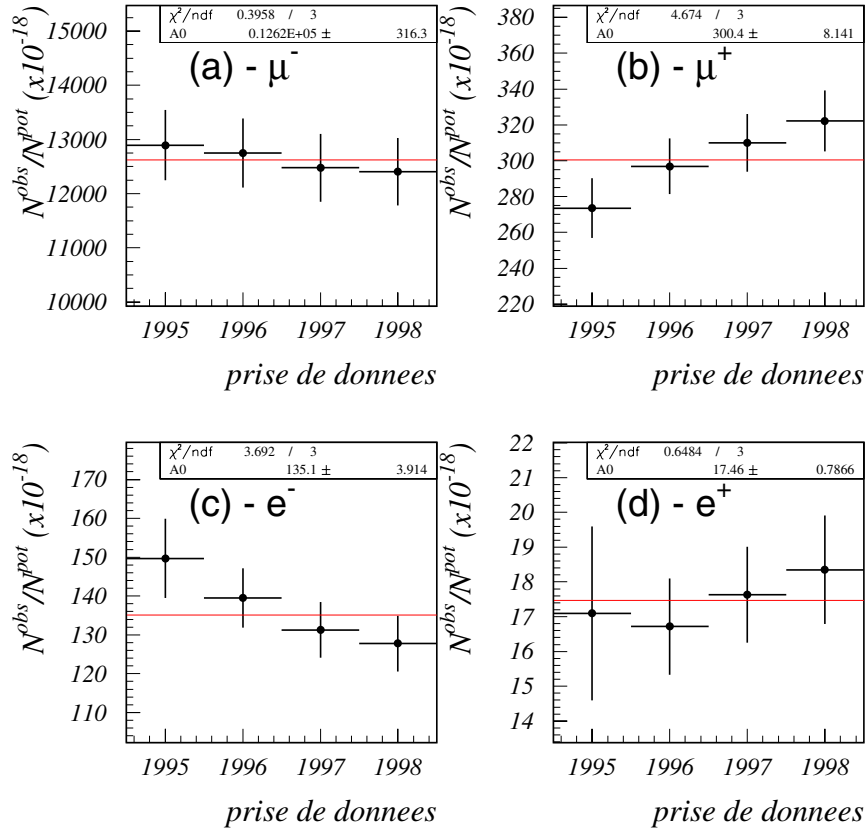 χ²/ndf 0.3958 / 3
A0 0.1262E+05 ± 316.3
(a) - μ⁻
N^obs/N^pot (x10^-18)
15000
14000
13000
12000
11000
10000
1995 1996 1997 1998
prise de donnees
χ²/ndf 4.674 / 3
A0 300.4 ± 8.141
(b) - μ⁺
N^obs/N^pot (x10^-18)
380
360
340
320
300
280
260
240
220
1995 1996 1997 1998
prise de donnees
χ²/ndf 3.692 / 3
A0 135.1 ± 3.914
(c) - e⁻
N^obs/N^pot (x10^-18)
170
160
150
140
130
120
110
1995 1996 1997 1998
prise de donnees
χ²/ndf 0.6484 / 3
A0 17.46 ± 0.7866
(d) - e⁺
N^obs/N^pot (x10^-18)
22
21
20
19
18
17
16
15
14
1995 1996 1997 1998
prise de donnees